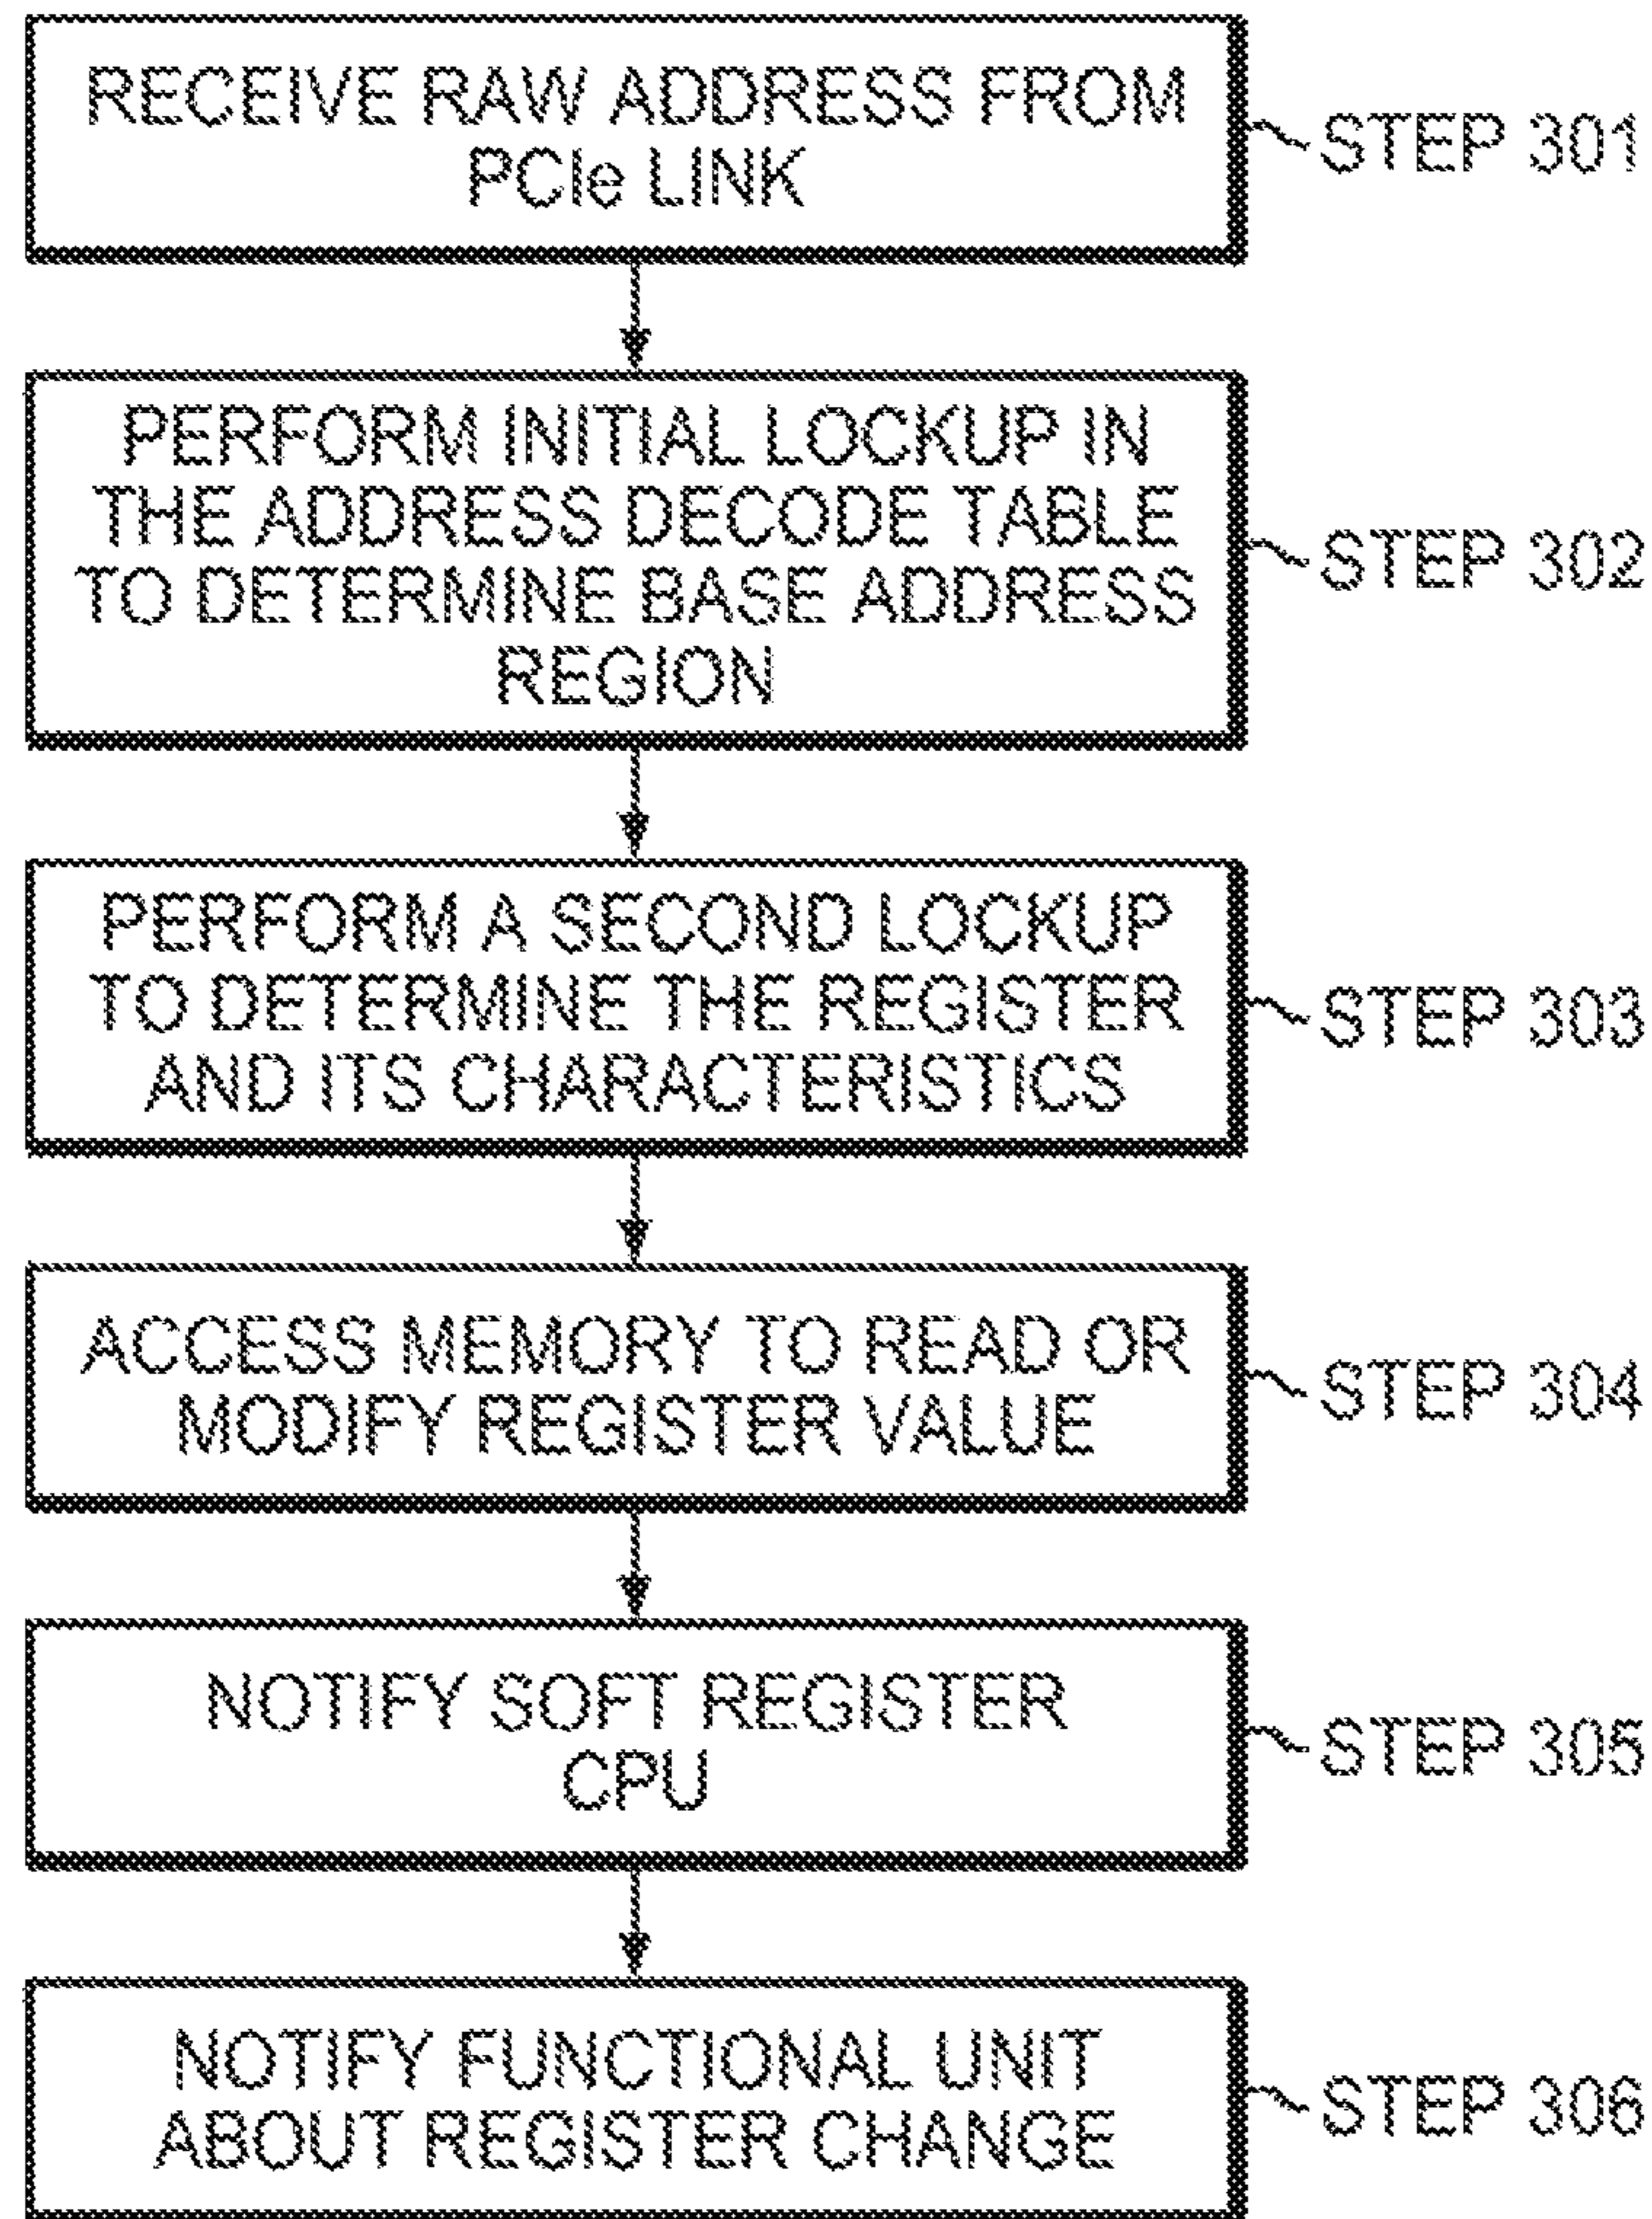 RECEIVE RAW ADDRESS FROM
PCIe LINK
STEP 301
PERFORM INITIAL LOCKUP IN
THE ADDRESS DECODE TABLE
TO DETERMINE BASE ADDRESS
REGION
STEP 302
PERFORM A SECOND LOCKUP
TO DETERMINE THE REGISTER
AND ITS CHARACTERISTICS
STEP 303
ACCESS MEMORY TO READ OR
MODIFY REGISTER VALUE
STEP 304
NOTIFY SOFT REGISTER
CPU
STEP 305
NOTIFY FUNCTIONAL UNIT
ABOUT REGISTER CHANGE
STEP 306